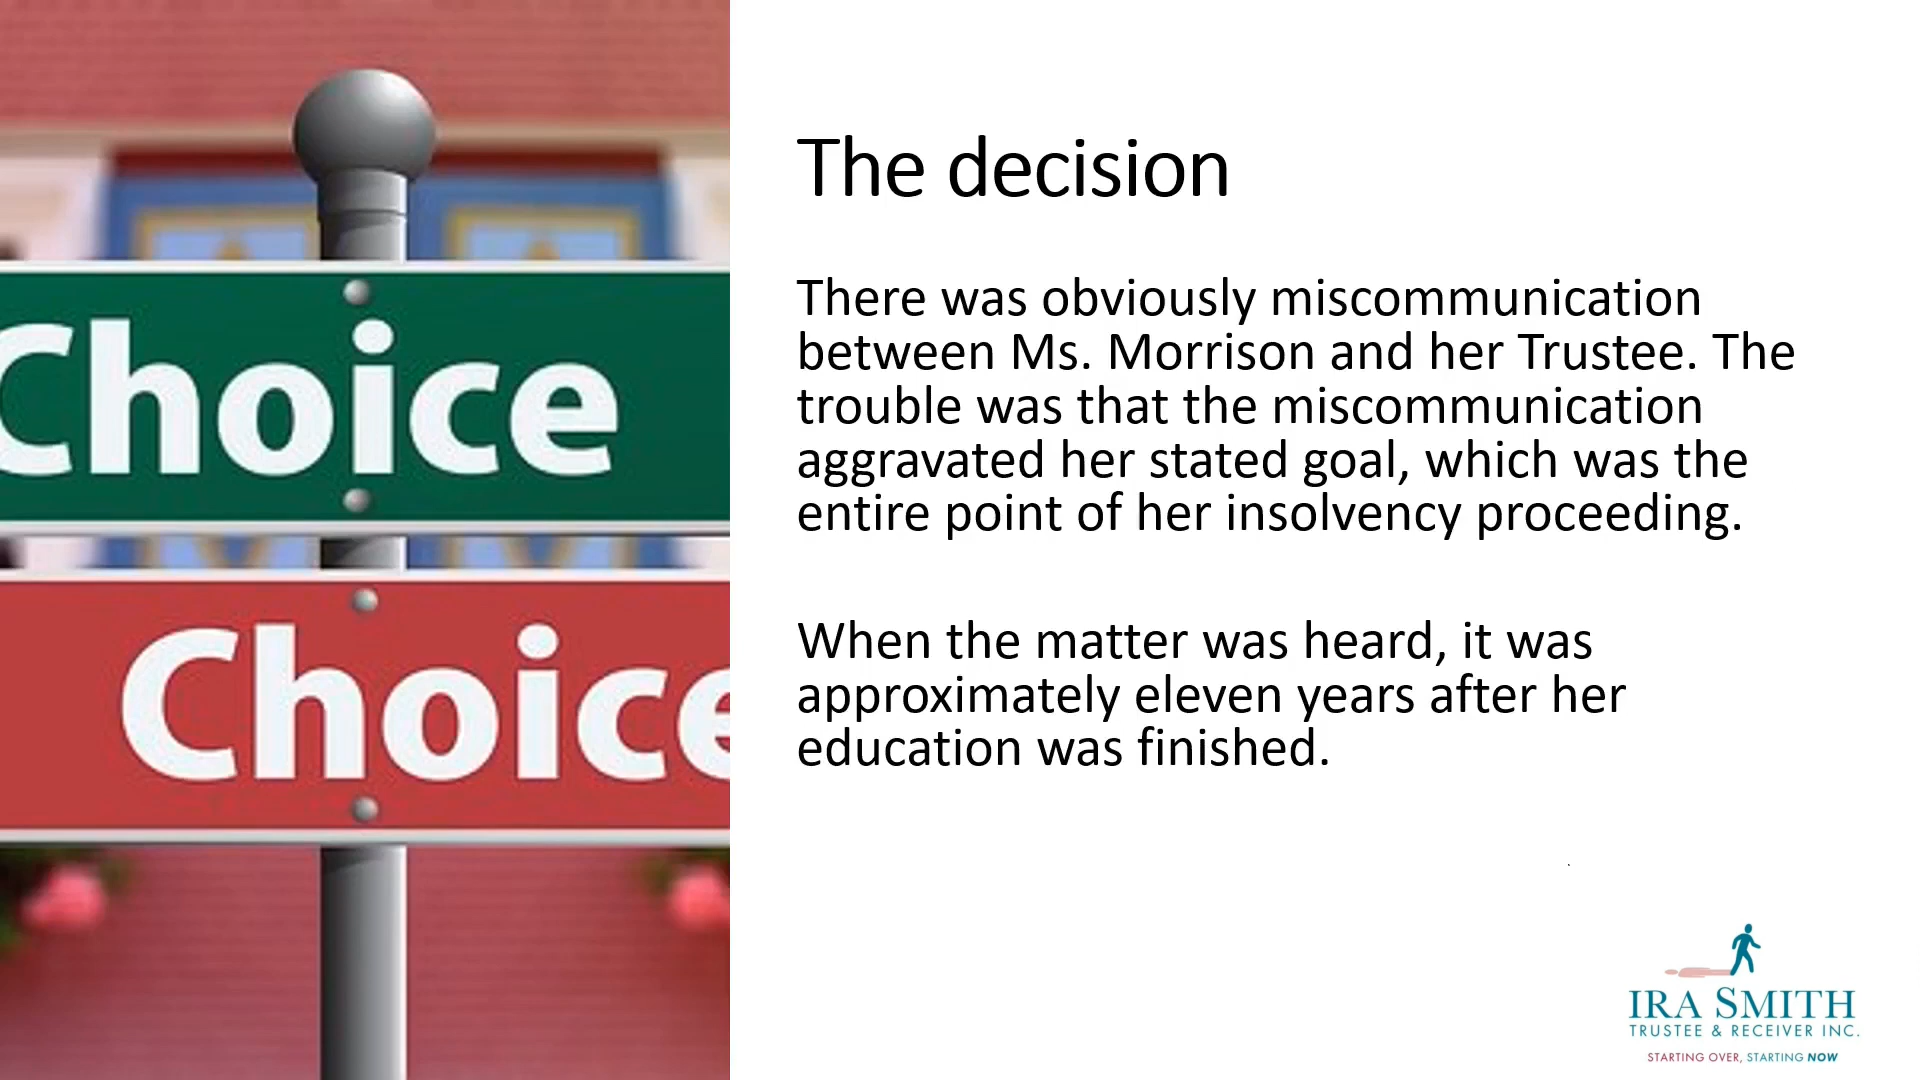 Choice
Choice
The decision
There was obviously miscommunication
between Ms. Morrison and her Trustee. The
trouble was that the miscommunication
aggravated her stated goal, which was the
entire point of her insolvency proceeding.
When the matter was heard, it was
approximately eleven years after her
education was finished.
IRA SMITH
TRUSTEE & RECEIVER INC.
STARTING OVER, STARTING NOW